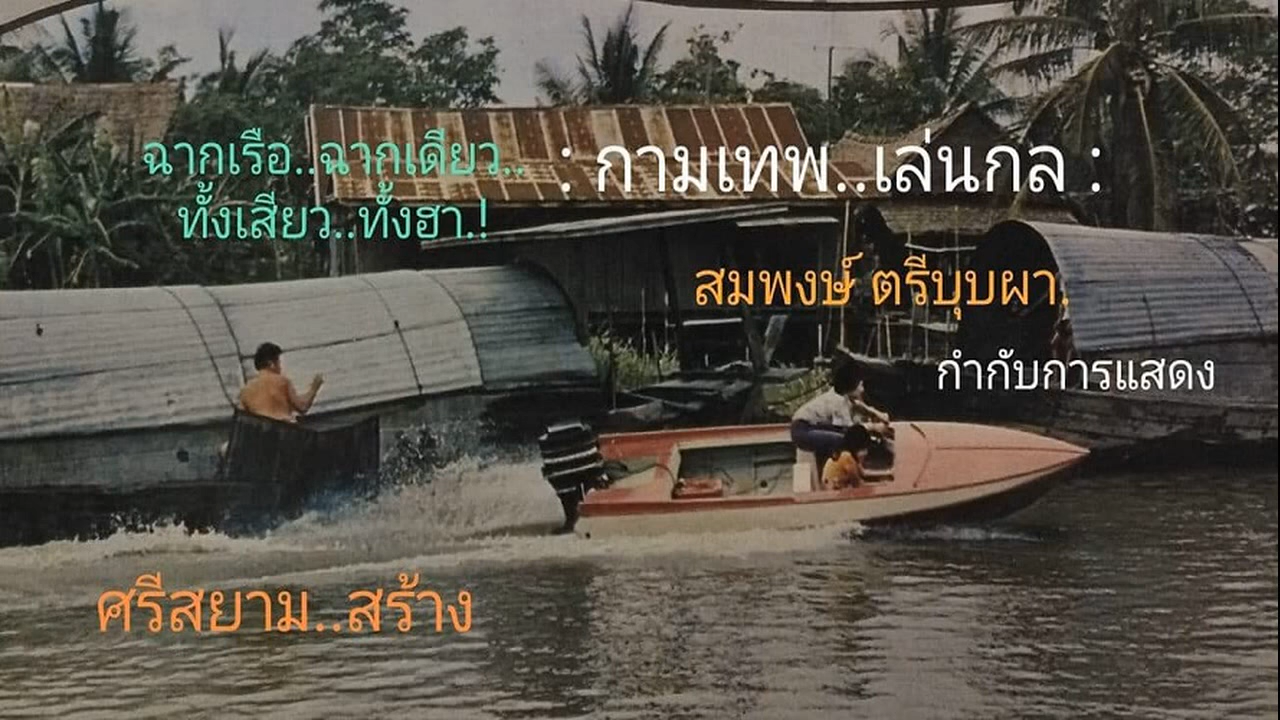 ฉากเรือ..ฉากเดียว..
ทั้งเสียว..ทั้งฮา.!
: กามเทพ..เล่นกล :
สมพงษ์ ตรีบุบผา.
กำกับการแสดง
ศรีสยาม..สร้าง